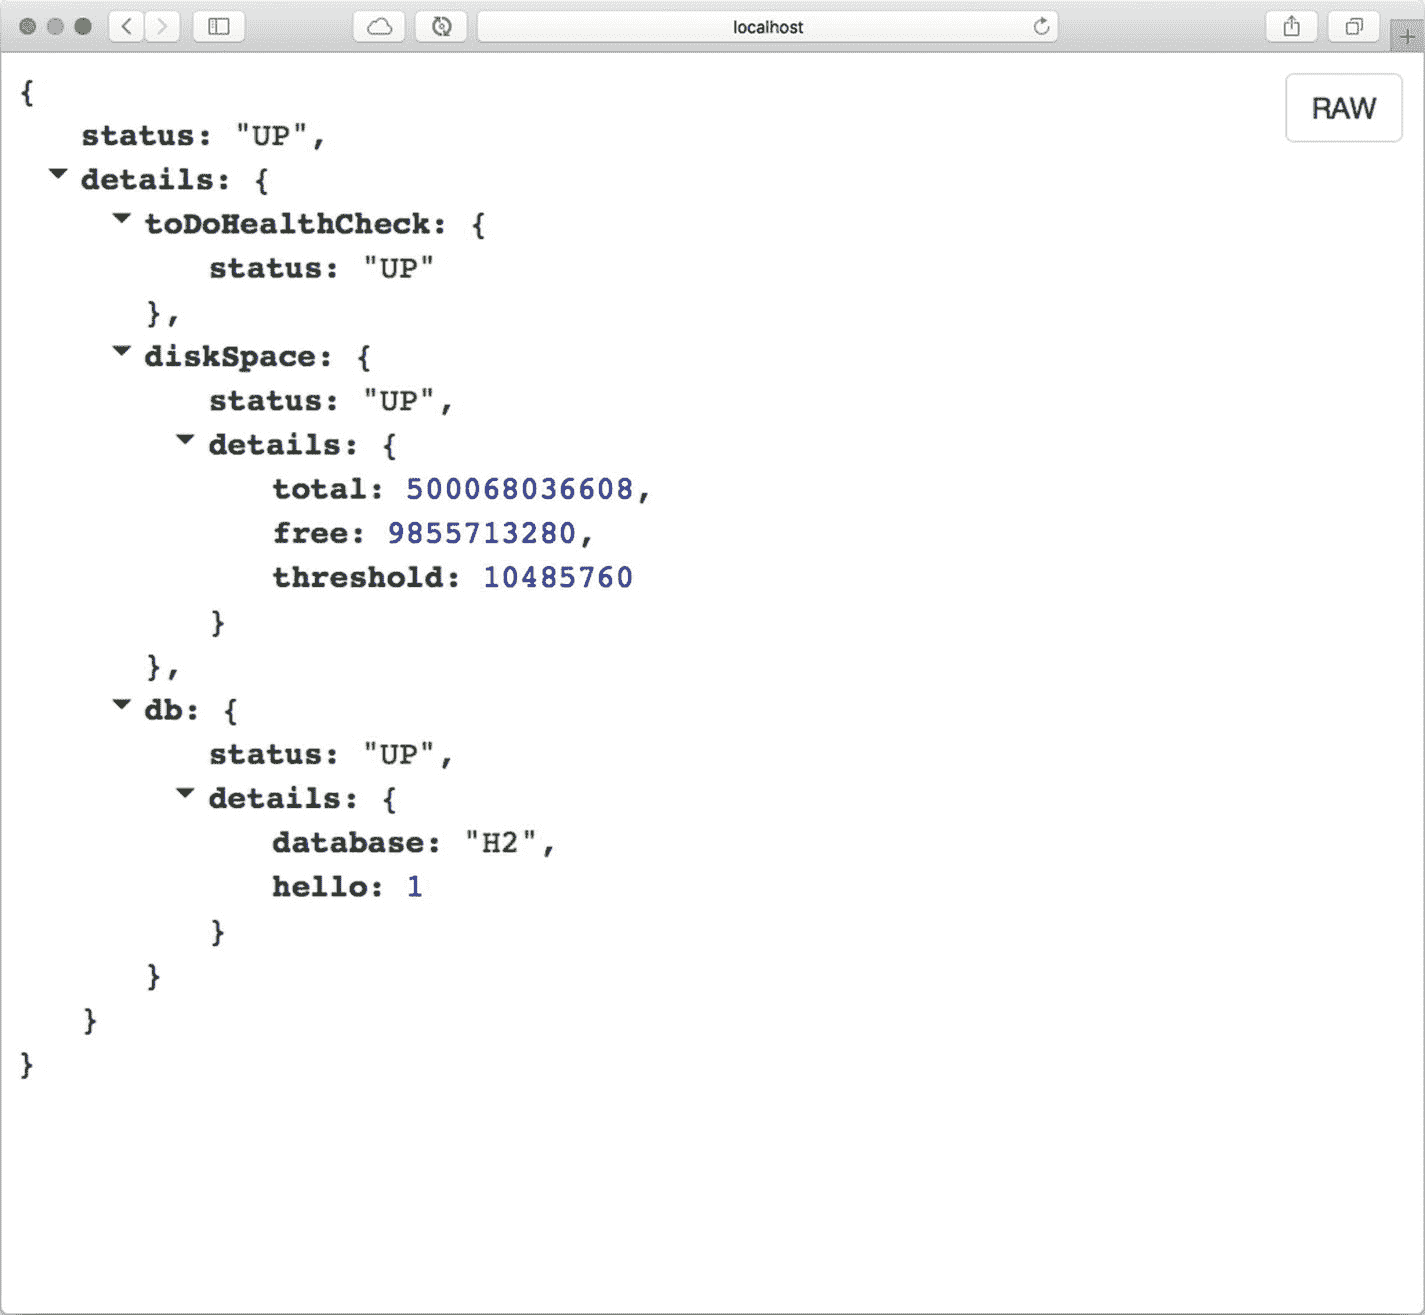 localhost
RAW
{
status: "UP",
details: {
toDoHealthCheck: {
status: "UP"
},
diskSpace: {
status: "UP",
details: {
total: 500068036608,
free: 9855713280,
threshold: 10485760
}
},
db: {
status: "UP",
details: {
database: "H2",
hello: 1
}
}
}
}